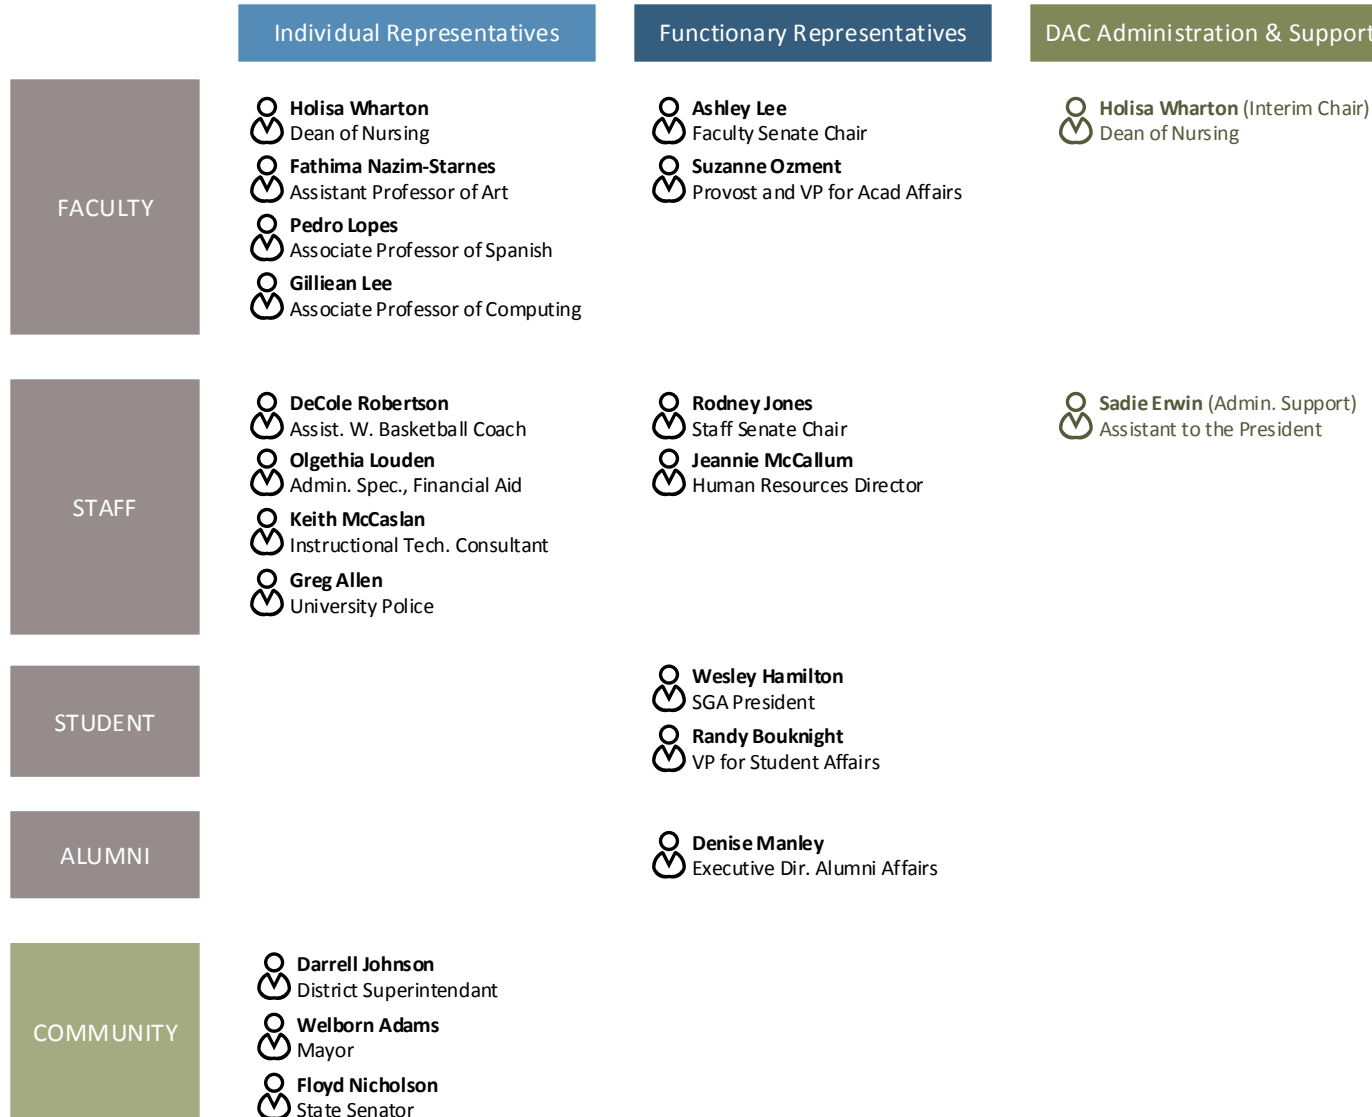 Individual Representatives
Functionary Representatives
DAC Administration & Support
FACULTY
Holisa Wharton
Dean of Nursing
Fathima Nazim-Starnes
Assistant Professor of Art
Pedro Lopes
Associate Professor of Spanish
Gilliean Lee
Associate Professor of Computing
Ashley Lee
Faculty Senate Chair
Suzanne Ozment
Provost and VP for Acad Affairs
Holisa Wharton (Interim Chair)
Dean of Nursing
STAFF
DeCole Robertson
Assist. W. Basketball Coach
Olgethia Louden
Admin. Spec., Financial Aid
Keith McCaslan
Instructional Tech. Consultant
Greg Allen
University Police
Rodney Jones
Staff Senate Chair
Jeannie McCallum
Human Resources Director
Sadie Erwin (Admin. Support)
Assistant to the President
STUDENT
Wesley Hamilton
SGA President
Randy Bouknight
VP for Student Affairs
ALUMNI
Denise Manley
Executive Dir. Alumni Affairs
COMMUNITY
Darrell Johnson
District Superintendant
Welborn Adams
Mayor
Floyd Nicholson
State Senator